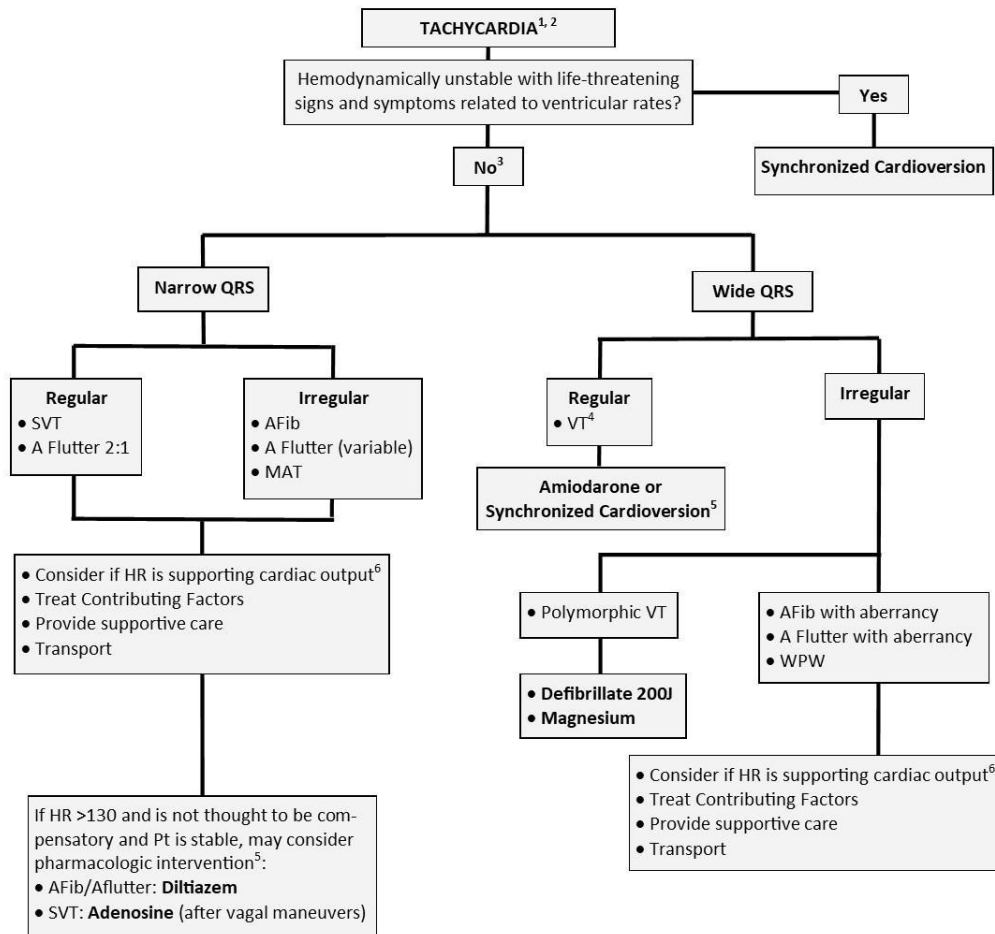 TACHYCARDIA1, 2
Hemodynamically unstable with life-threatening
signs and symptoms related to ventricular rates?
Yes
Synchronized Cardioversion
No3
Narrow QRS
Wide QRS
Regular
• SVT
• A Flutter 2:1
Irregular
• AFib
• A Flutter (variable)
• MAT
Regular
• VT4
Irregular
Amiodarone or
Synchronized Cardioversion5
• Consider if HR is supporting cardiac output6
• Treat Contributing Factors
• Provide supportive care
• Transport
• Polymorphic VT
• AFib with aberrancy
• A Flutter with aberrancy
• WPW
• Defibrillate 200J
• Magnesium
• Consider if HR is supporting cardiac output6
• Treat Contributing Factors
• Provide supportive care
• Transport
If HR >130 and is not thought to be com-
pensatory and Pt is stable, may consider
pharmacologic intervention5:
• AFib/Aflutter: Diltiazem
• SVT: Adenosine (after vagal maneuvers)